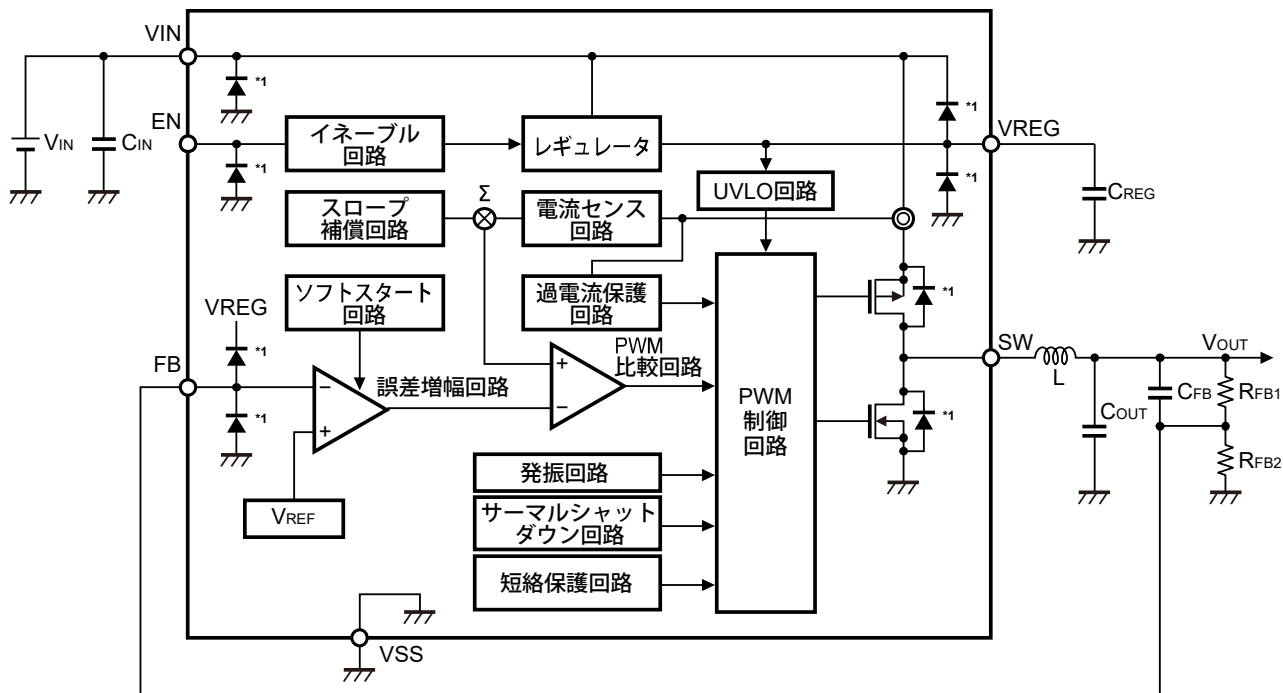 VIN
*1
*1
EN
イネーブル
回路
レギュレータ
VREG
VIN
CIN
*1
*1
UVLO回路
CREG
Σ
スロープ
補償回路
電流センス
回路
ソフトスタート
回路
過電流保護
回路
*1
VREG
*1
FB
PWM
比較回路
SW
VOUT
L
誤差増幅回路
+
−
−
+
*1
PWM
制御
回路
*1
COUT
CFB
RFB1
RFB2
VREF
発振回路
サーマルシャット
ダウン回路
短絡保護回路
VSS